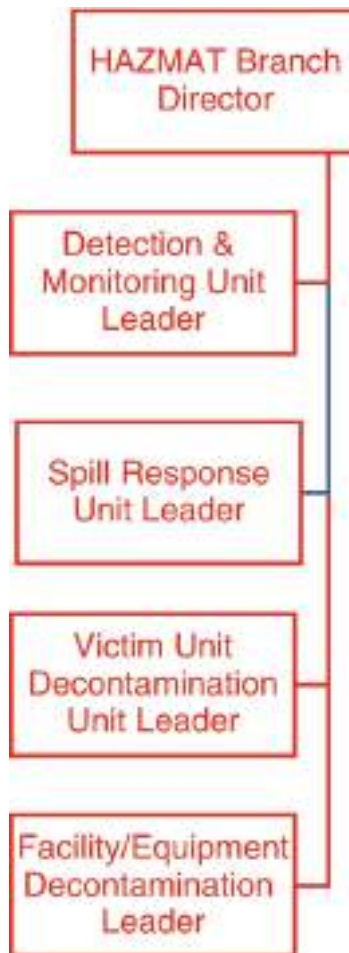 HAZMAT Branch
Director
Detection &
Monitoring Unit
Leader
Spill Response
Unit Leader
Victim Unit
Decontamination
Unit Leader
Facility/Equipment
Decontamination
Leader